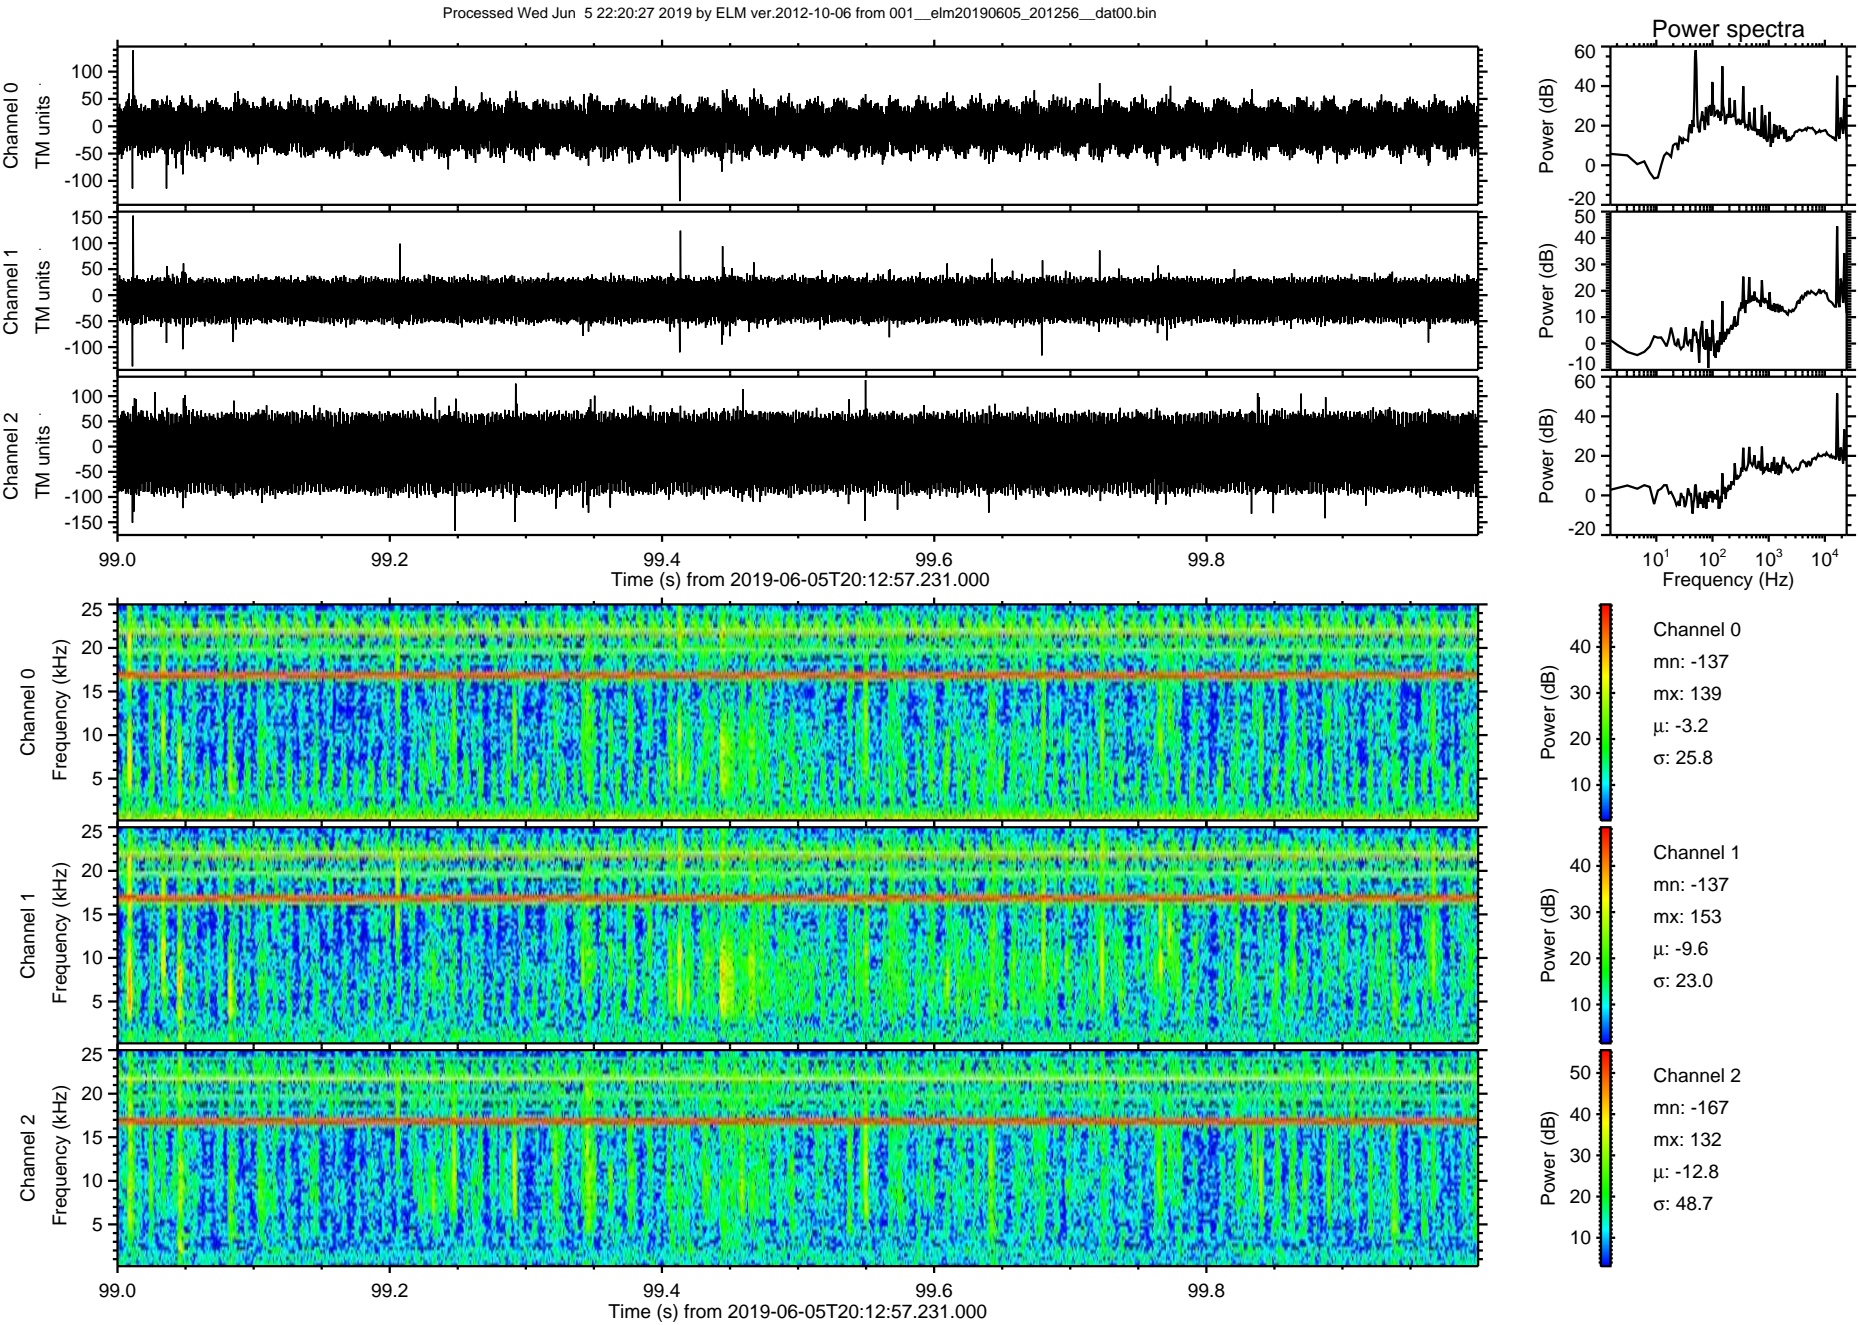 Processed Wed Jun  5 22:20:27 2019 by ELM ver.2012-10-06 from 001__elm20190605_201256__dat00.bin
Power spectra
Channel 0
TM units
100
50
0
-50
-100
Power (dB)
60
40
20
0
-20
Channel 1
TM units
150
100
50
0
-50
-100
Power (dB)
50
40
30
20
10
0
-10
Channel 2
TM units
100
50
0
-50
-100
-150
Power (dB)
60
40
20
0
-20
99.0 99.2 99.4 99.6 99.8
Time (s) from 2019-06-05T20:12:57.231.000
10¹ 10² 10³ 10⁴
Frequency (Hz)
Channel 0
Frequency (kHz)
25
20
15
10
5
Power (dB)
40
30
20
10
Channel 0
mn: -137
mx: 139
μ: -3.2
σ: 25.8
Channel 1
Frequency (kHz)
25
20
15
10
5
Power (dB)
40
30
20
10
Channel 1
mn: -137
mx: 153
μ: -9.6
σ: 23.0
Channel 2
Frequency (kHz)
25
20
15
10
5
Power (dB)
50
40
30
20
10
Channel 2
mn: -167
mx: 132
μ: -12.8
σ: 48.7
99.0 99.2 99.4 99.6 99.8
Time (s) from 2019-06-05T20:12:57.231.000